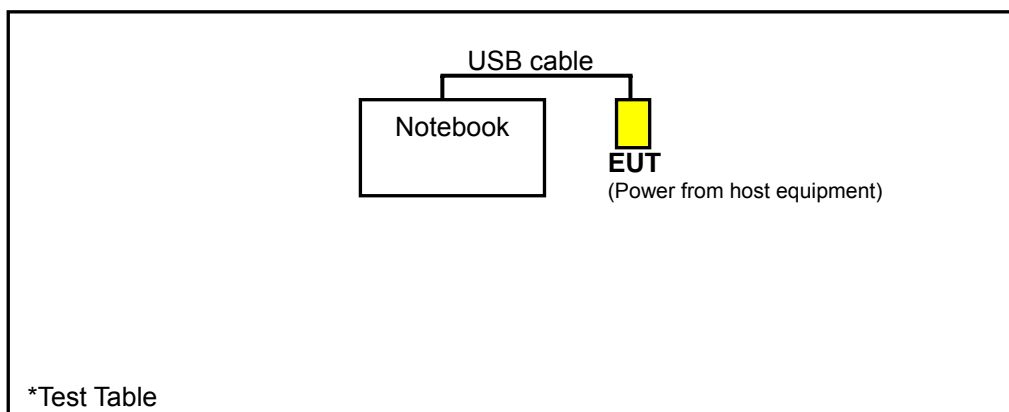 USB cable
Notebook
EUT
(Power from host equipment)
*Test Table